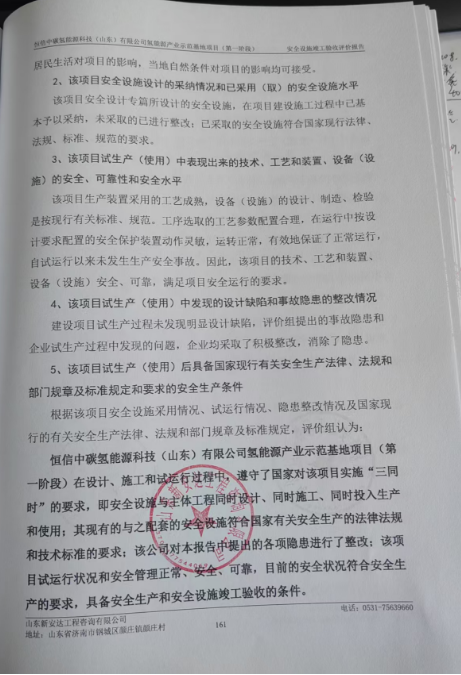 恒信中碳氢能源科技（山东）有限公司氢能源产业示范基地项目（第一阶段） 安全设施竣工验收评价报告
居民生活对项目的影响，当地自然条件对项目的影响均可接受。
2、该项目安全设施设计的采纳情况和已采用（取）的安全设施水平
该项目安全设计专篇所设计的安全设施，在项目建设施工过程中已基
本予以采纳，未采取的已进行整改；已采取的安全设施符合国家现行法律、
法规、标准、规范的要求。
3、该项目试生产（使用）中表现出来的技术、工艺和装置、设备（设
施）的安全、可靠性和安全水平
该项目生产装置采用的工艺成熟，设备（设施）的设计、制造、检验
是按现行有关标准、规范。工序选取的工艺参数配置合理，在运行中按设
计要求配置的安全保护装置动作灵敏，运转正常，有效地保证了正常运行，
自试运行以来未发生生产安全事故。因此，该项目的技术、工艺和装置、
设备（设施）安全、可靠，满足项目安全运行的要求。
4、该项目试生产（使用）中发现的设计缺陷和事故隐患的整改情况
建设项目试生产过程未发现明显设计缺陷，评价组提出的事故隐患和
企业试生产过程中发现的问题，企业均采取了积极整改，消除了隐患。
5、该项目试生产（使用）后具备国家现行有关安全生产法律、法规和
部门规章及标准规定和要求的安全生产条件
根据该项目安全设施采用情况、试运行情况、隐患整改情况及国家现
行的有关安全生产法律、法规和部门规章及标准规定，评价组认为：
恒信中碳氢能源科技（山东）有限公司氢能源产业示范基地项目（第
一阶段）在设计、施工和试运行过程中，遵守了国家对该项目实施“三同
时”的要求，即安全设施与主体工程同时设计、同时施工、同时投入生产
和使用；其现有的与之配套的安全设施符合国家有关安全生产的法律法规
和技术标准的要求；该公司对本报告中提出的各项隐患进行了整改；该项
目试运行状况和安全管理正常、安全、可靠，目前的安全状况符合安全生
产的要求，具备安全生产和安全设施竣工验收的条件。
山东新安达工程咨询有限公司 电话：0531-75639660
地址：山东省济南市钢城区颜庄镇颜庄村 161